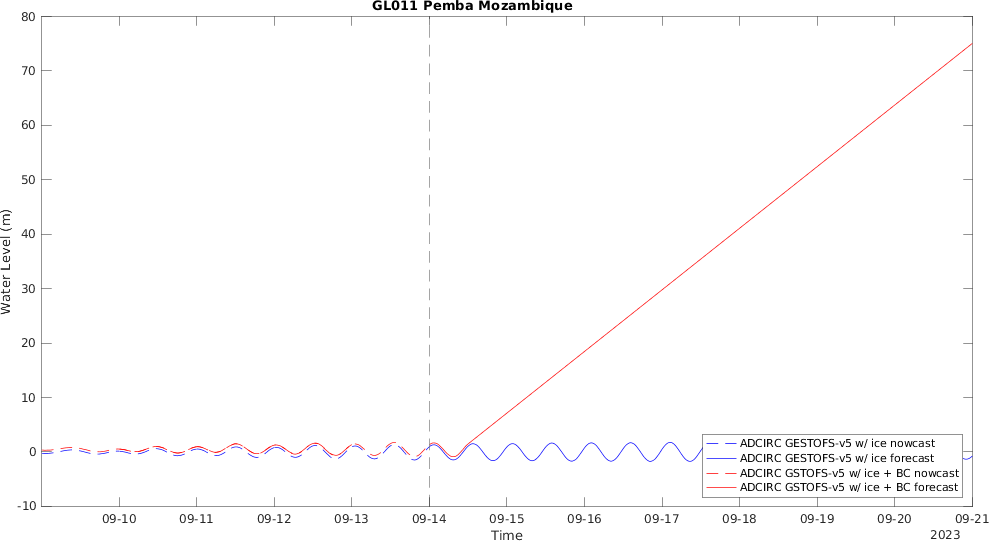 GL011 Pemba Mozambique
80
70
60
50
40
30
20
10
0
-10
Water Level (m)
ADCIRC GESTOFS-v5 w/ ice nowcast
ADCIRC GESTOFS-v5 w/ ice forecast
ADCIRC GSTOFS-v5 w/ ice + BC nowcast
ADCIRC GSTOFS-v5 w/ ice + BC forecast
09-10 09-11 09-12 09-13 09-14 09-15 09-16 09-17 09-18 09-19 09-20 09-21
Time
2023